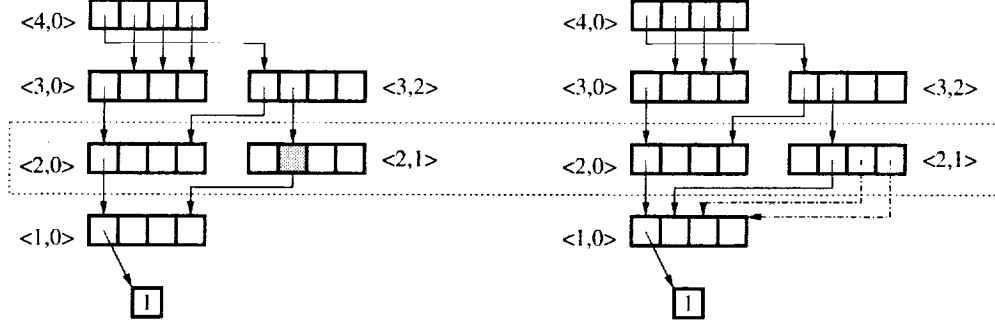 <4,0> <4,0>
<3,0> <3,2> <3,0> <3,2>
<2,0> <2,1> <2,0> <2,1>
<1,0> <1,0>
1 1